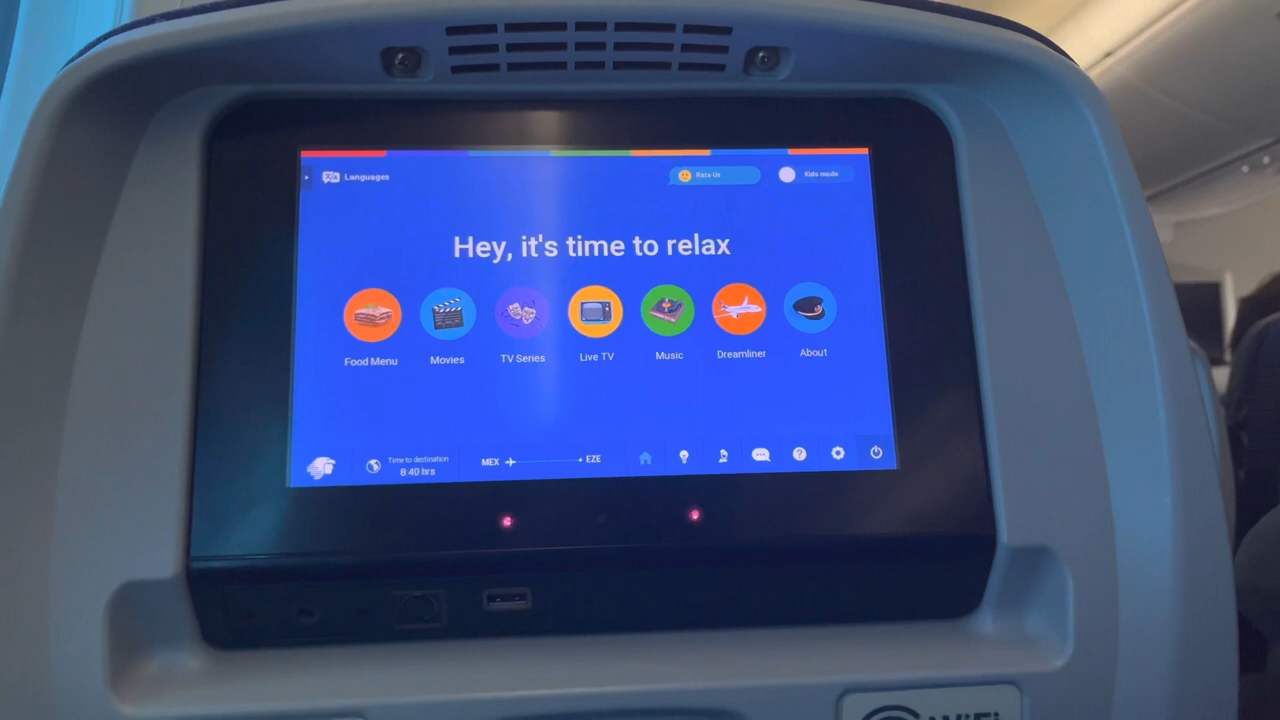 Languages
Rate Us
Kids mode
Hey, it's time to relax
Food Menu
Movies
TV Series
Live TV
Music
Dreamliner
About
Time to destination
8:40 hrs
MEX
EZE
WiFi